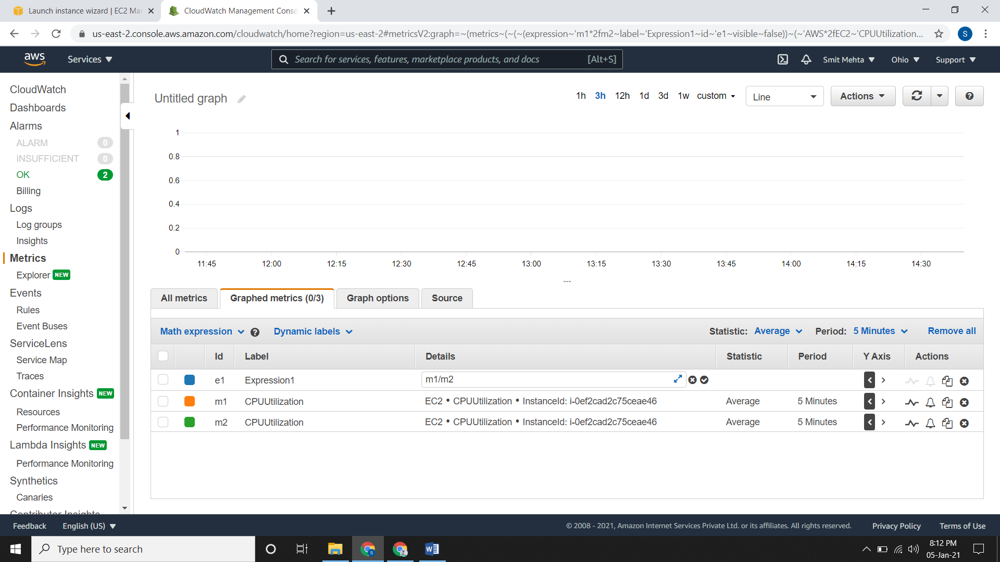 Launch instance wizard | EC2 Mar
CloudWatch Management Conso
us-east-2.console.aws.amazon.com/cloudwatch/home?region=us-east-2#metricsV2:graph=~(metrics~(~(~(expression~'m1*2fm2~label~'Expression1~id~'e1~visible~false))~(~'AWS*2fEC2~'CPUUtilization...
S
aws
Services
Search for services, features, marketplace products, and docs [Alt+S]
Smit Mehta
Ohio
Support
CloudWatch
Dashboards
Alarms
ALARM 0
INSUFFICIENT 0
OK 2
Billing
Logs
Log groups
Insights
Metrics
Explorer NEW
Events
Rules
Event Buses
ServiceLens
Service Map
Traces
Container Insights NEW
Resources
Performance Monitoring
Lambda Insights NEW
Performance Monitoring
Synthetics
Canaries
Contributor Insights
Untitled graph
1h 3h 12h 1d 3d 1w custom
Line
Actions
1
0.8
0.6
0.4
0.2
0
11:45 12:00 12:15 12:30 12:45 13:00 13:15 13:30 13:45 14:00 14:15 14:30
All metrics
Graphed metrics (0/3)
Graph options
Source
Math expression
Dynamic labels
Statistic: Average Period: 5 Minutes Remove all
Id Label Details Statistic Period Y Axis Actions
e1 Expression1 m1/m2
m1 CPUUtilization EC2 • CPUUtilization • InstanceId: i-0ef2cad2c75ceae46 Average 5 Minutes
m2 CPUUtilization EC2 • CPUUtilization • InstanceId: i-0ef2cad2c75ceae46 Average 5 Minutes
Feedback English (US)
© 2008 - 2021, Amazon Internet Services Private Ltd. or its affiliates. All rights reserved. Privacy Policy Terms of Use
Type here to search
8:12 PM
05-Jan-21